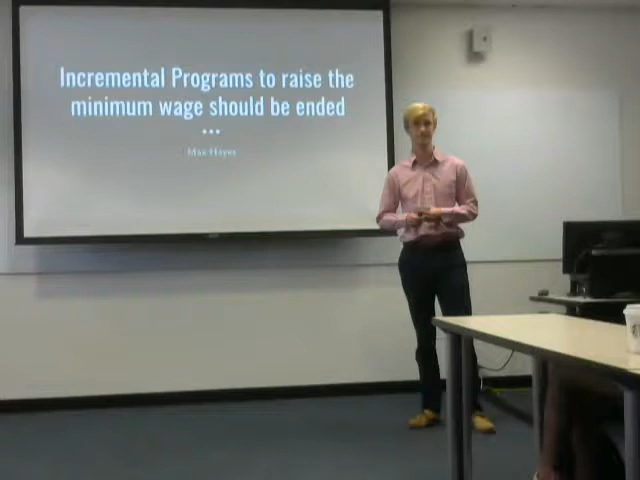 Incremental Programs to raise the
minimum wage should be ended
Max Hayes